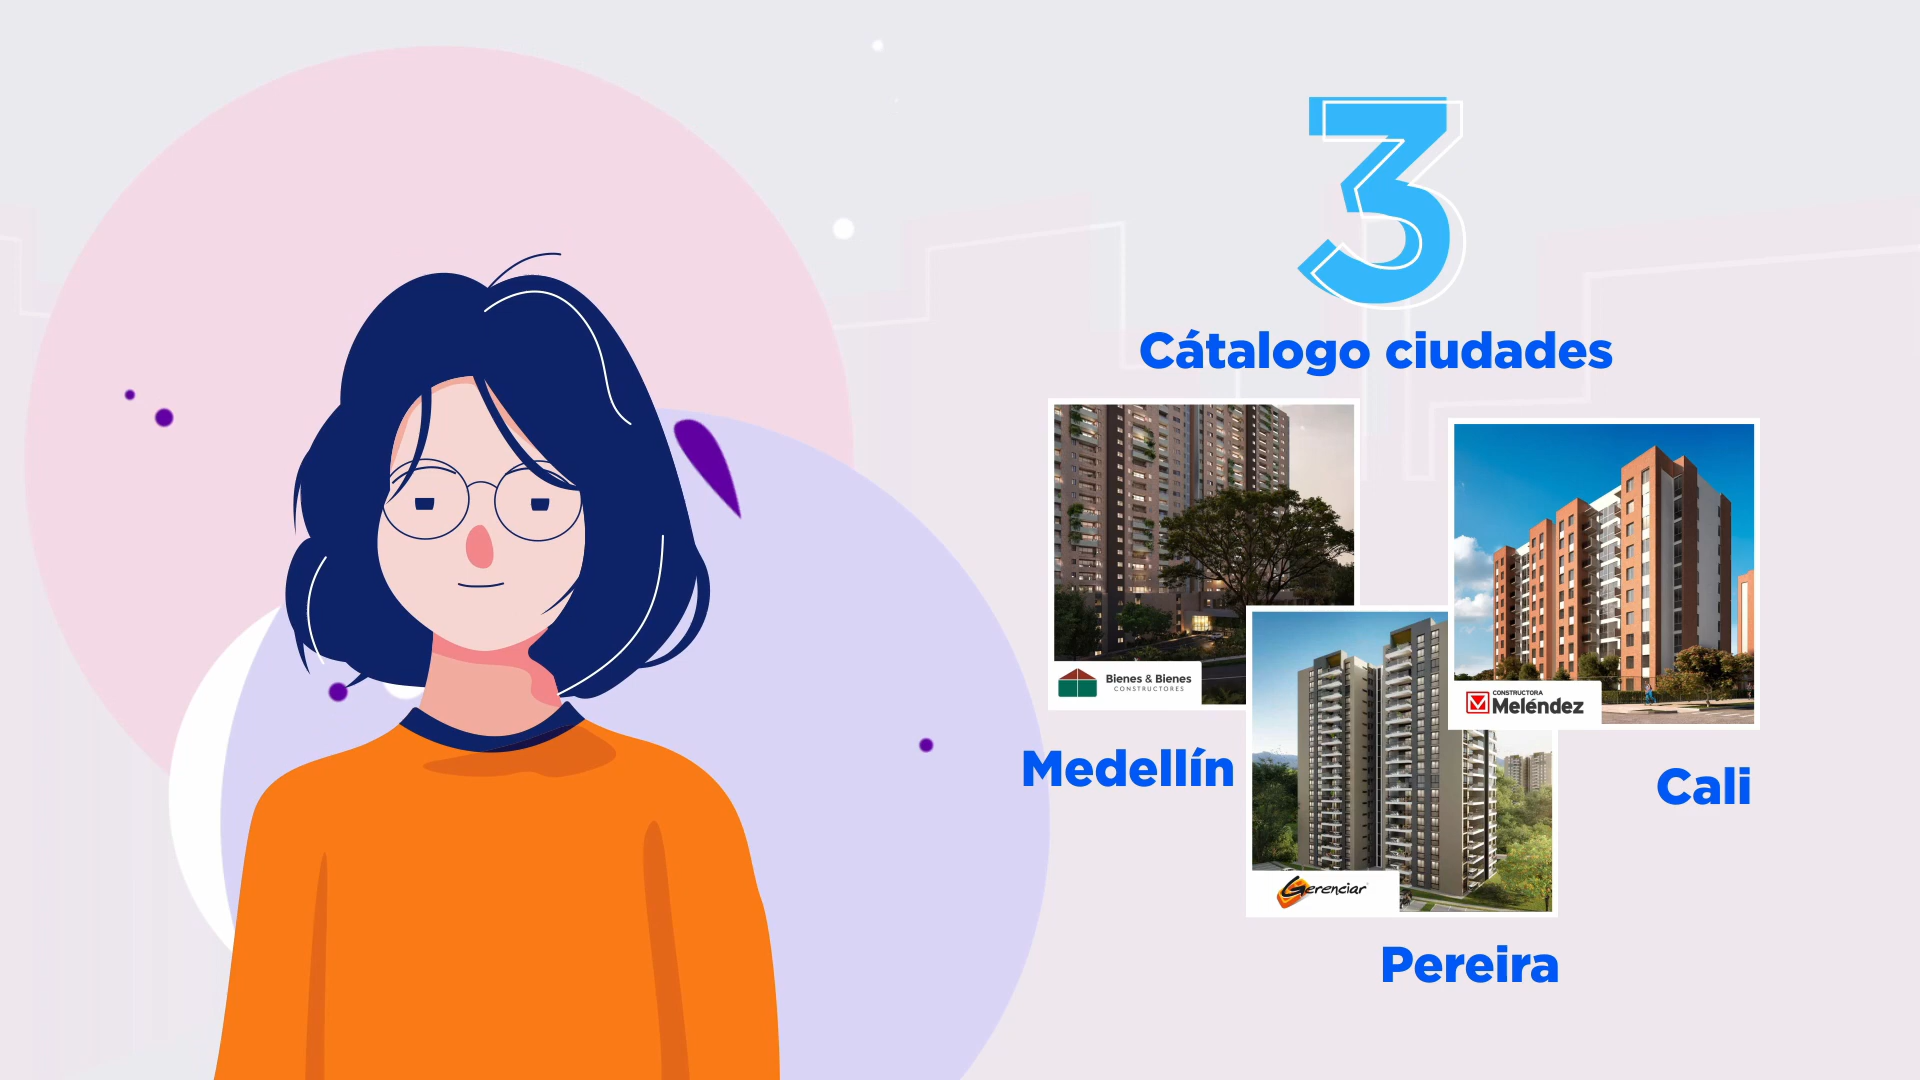 3
Cátalogo ciudades
Bienes & Bienes
CONSTRUCTORES
CONSTRUCTORA
Meléndez
Medellín
Cali
Gerenciar
Pereira